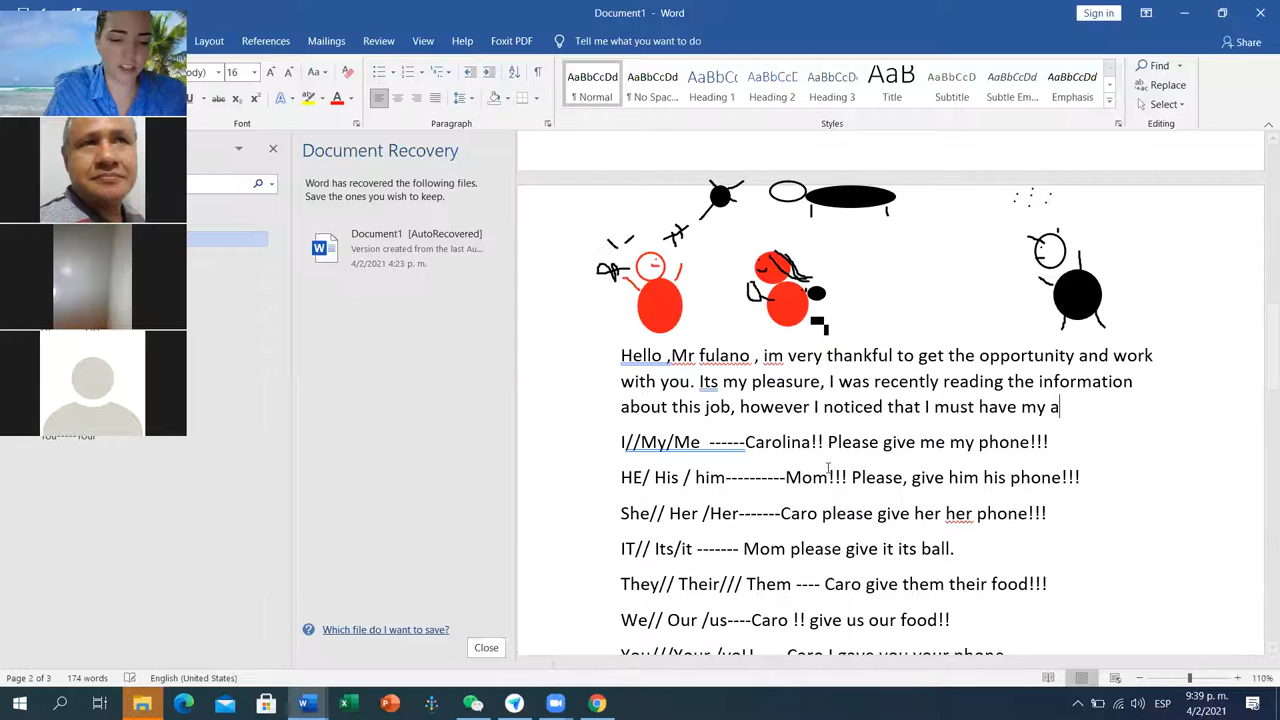 Document1 - Word
Sign in
Layout References Mailings Review View Help Foxit PDF Tell me what you want to do
Share
16 Aa
AaBbCcDd AaBbCcDd AaBbC AaBbCcD AaBbCcD AaB AaBbCcD AaBbCcDd AaBbCcDd
¶ Normal ¶ No Spac... Heading 1 Heading 2 Heading 3 Title Subtitle Subtle Em... Emphasis
Find
Replace
Select
Font Paragraph Styles Editing
Document Recovery
Word has recovered the following files.
Save the ones you wish to keep.
Document1 [AutoRecovered]
Version created from the last Au...
4/2/2021 4:23 p. m.
Hello ,Mr fulano , im very thankful to get the opportunity and work
with you. Its my pleasure, I was recently reading the information
about this job, however I noticed that I must have my a
I//My/Me ------Carolina!! Please give me my phone!!!
HE/ His / him----------Mom!!! Please, give him his phone!!!
She// Her /Her-------Caro please give her her phone!!!
IT// Its/it ------- Mom please give it its ball.
They// Their/// Them ---- Caro give them their food!!!
We// Our /us----Caro !! give us our food!!
Which file do I want to save?
Close
Page 2 of 3 174 words English (United States) 110%
ESP
9:39 p. m.
4/2/2021